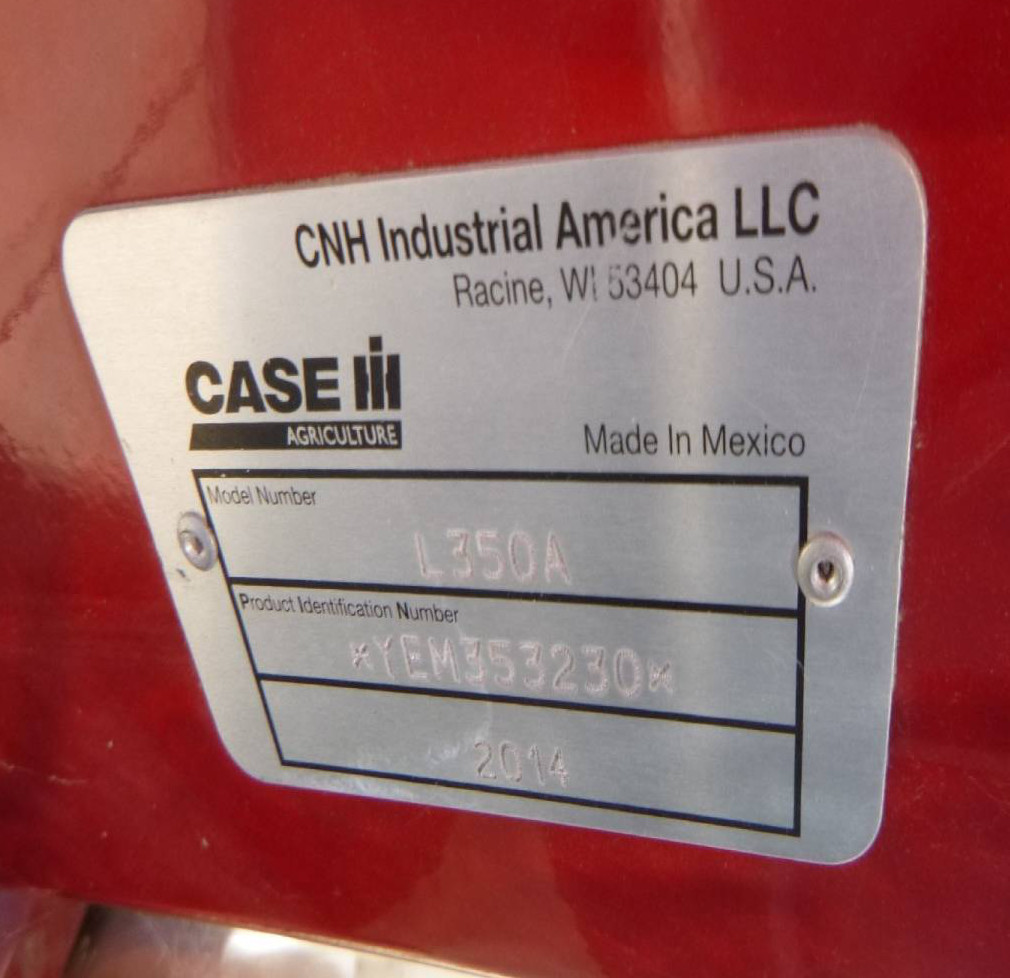 CNH Industrial America LLC
Racine, WI 53404 U.S.A.
CASE IH
AGRICULTURE
Made In Mexico
Model Number
L350A
Product Identification Number
*YEM353230*
2014